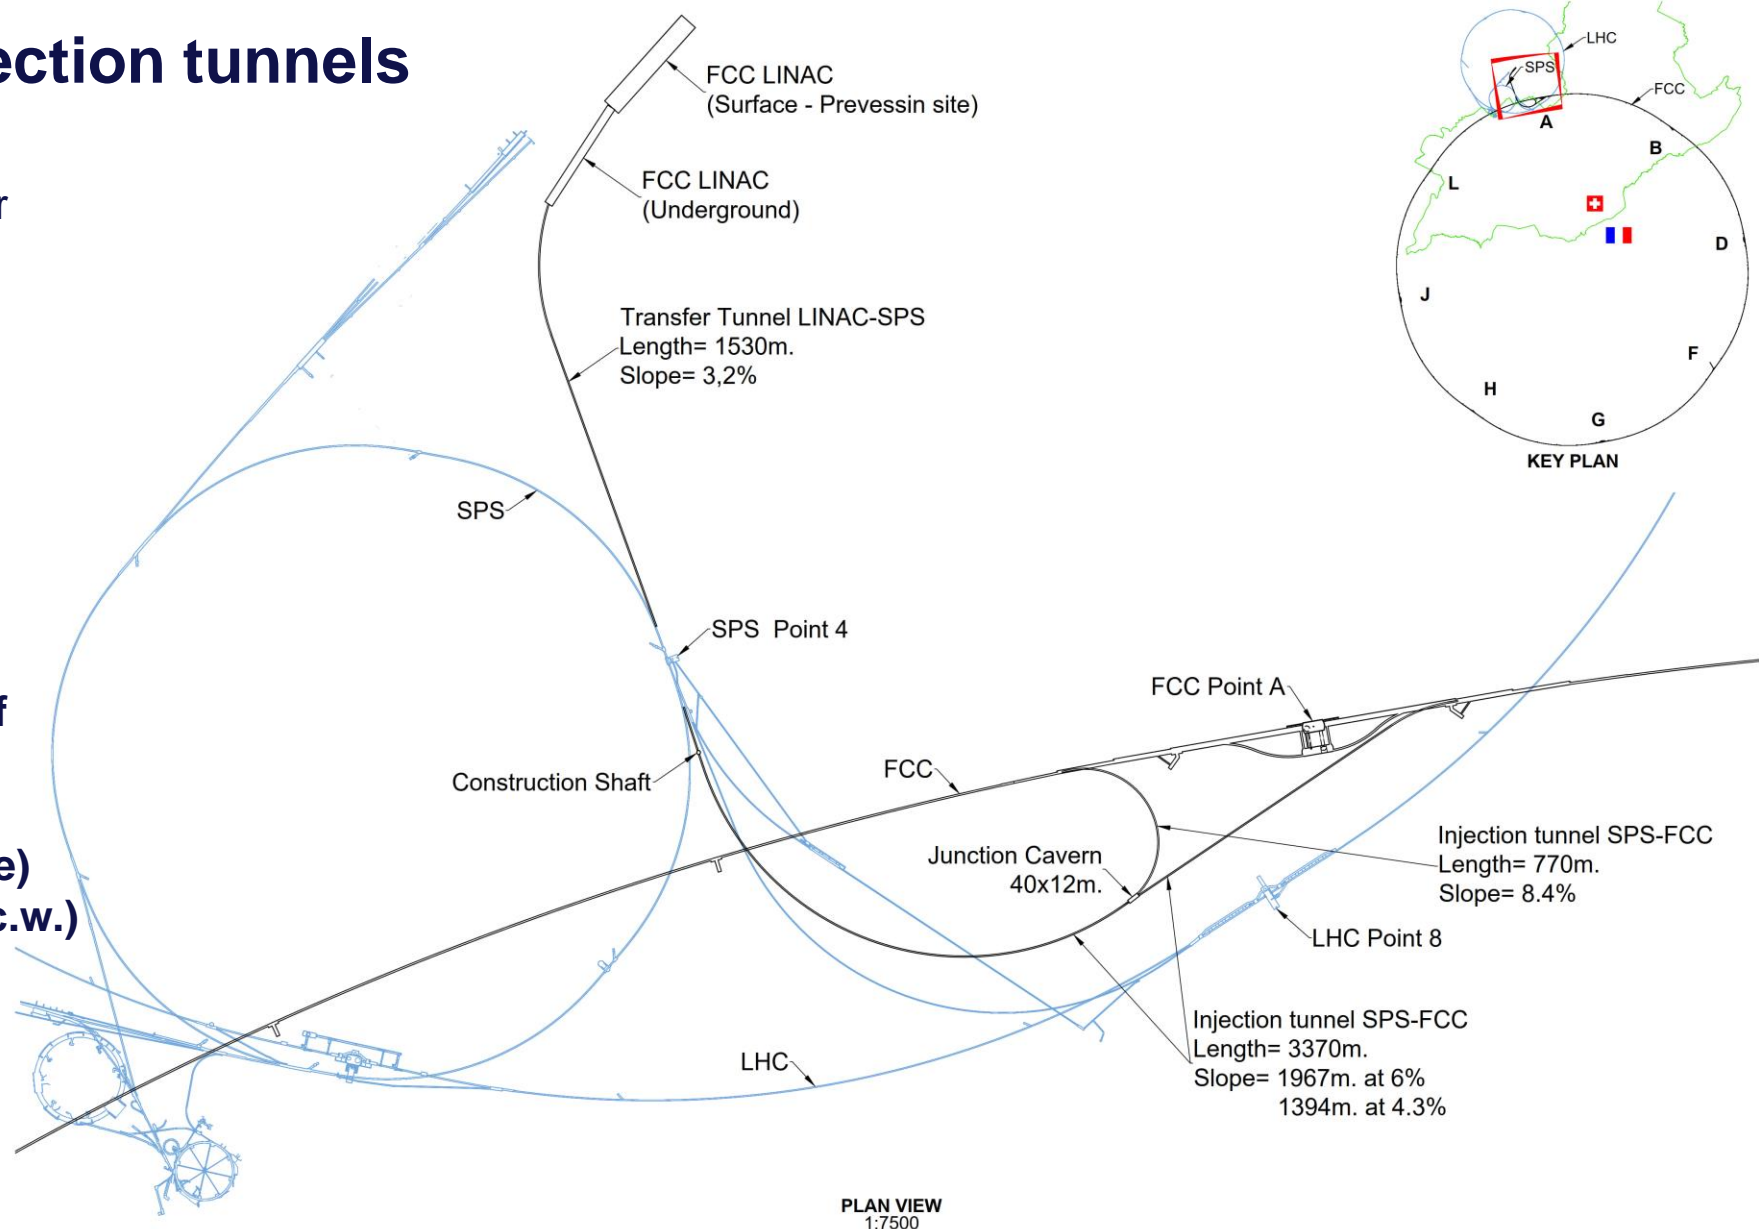 ection tunnels
r
f
e)
c.w.)
FCC LINAC
(Surface - Prevessin site)
FCC LINAC
(Underground)
Transfer Tunnel LINAC-SPS
Length= 1530m.
Slope= 3,2%
SPS
SPS Point 4
Construction Shaft
FCC
FCC Point A
Junction Cavern
40x12m.
Injection tunnel SPS-FCC
Length= 770m.
Slope= 8.4%
LHC Point 8
Injection tunnel SPS-FCC
Length= 3370m.
Slope= 1967m. at 6%
1394m. at 4.3%
LHC
PLAN VIEW
1:7500
LHC
SPS
FCC
A
B
L
D
J
F
H
G
KEY PLAN